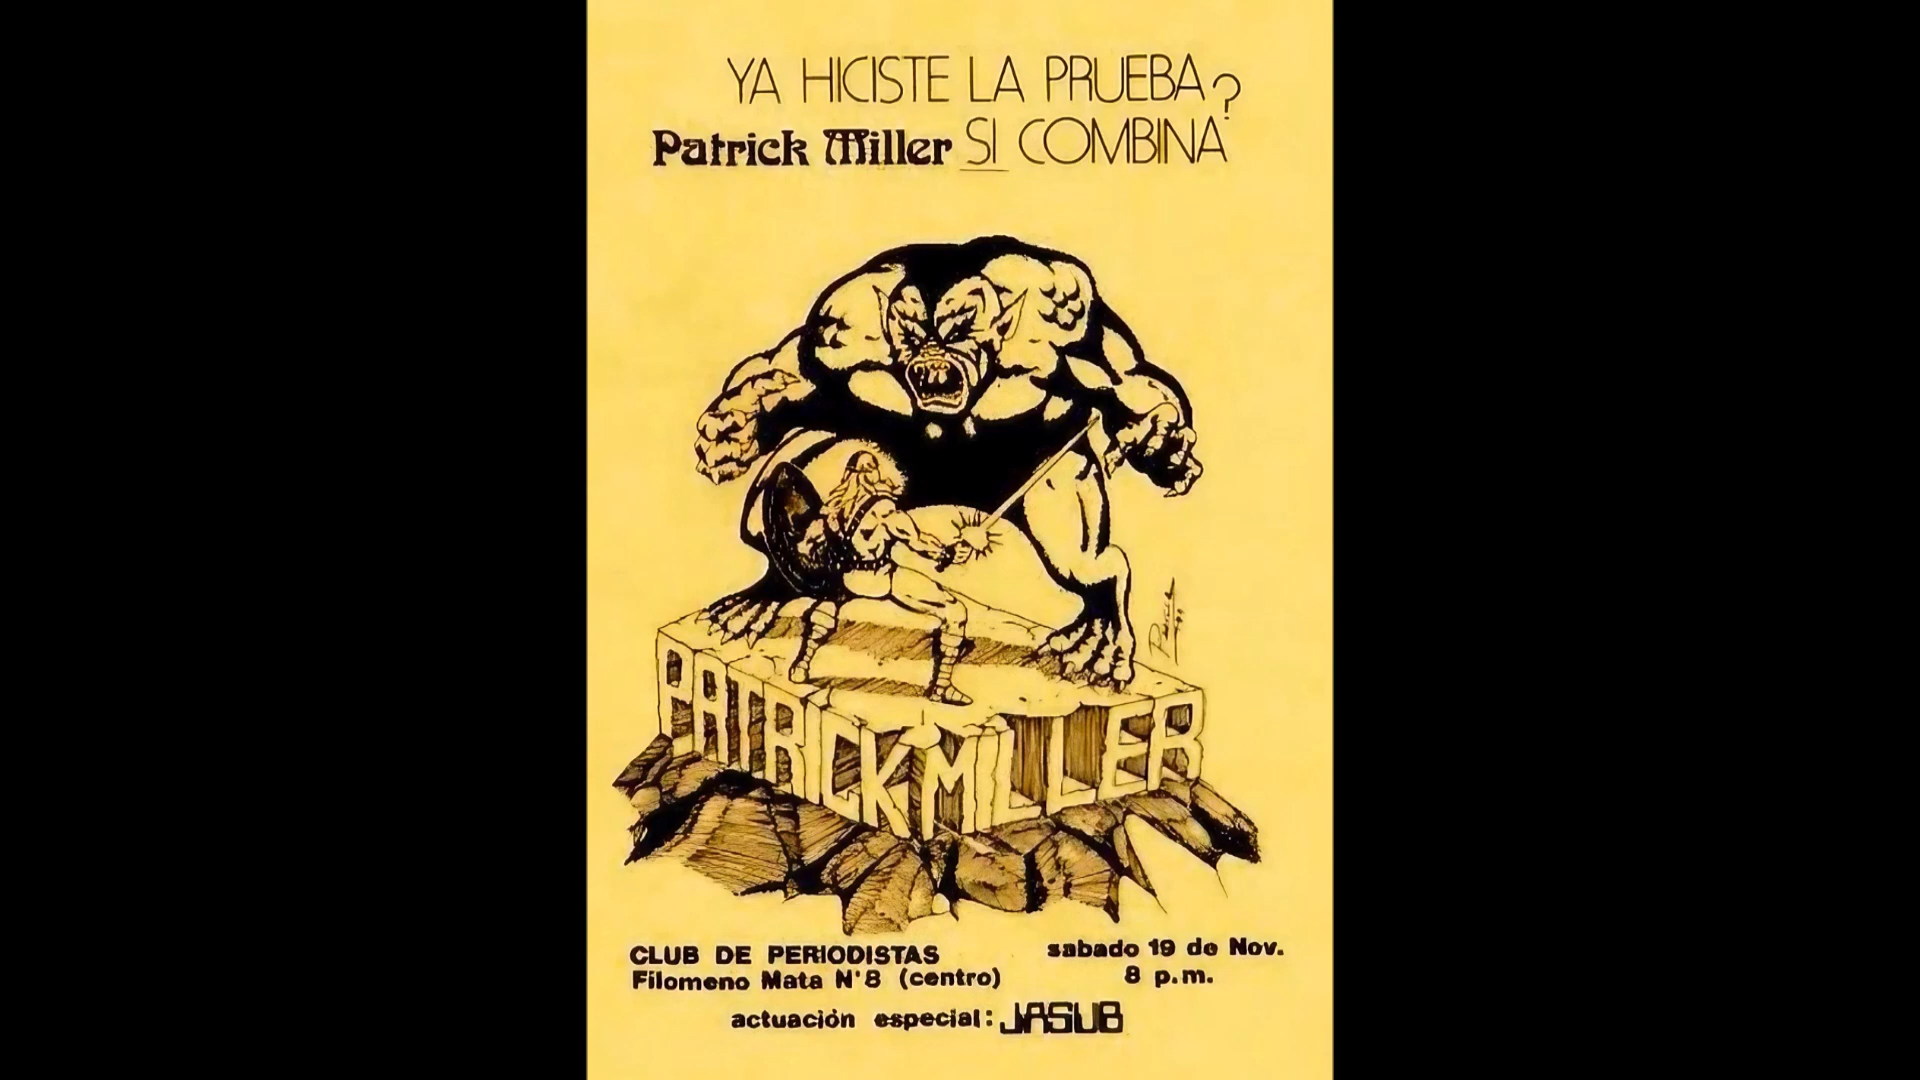 YA HICISTE LA PRUEBA?
Patrick Miller SI COMBINA
PATRICK MILLER
CLUB DE PERIODISTAS
Filomeno Mata N°8 (centro)
sabado 19 de Nov.
8 p.m.
actuación especial: JASUB